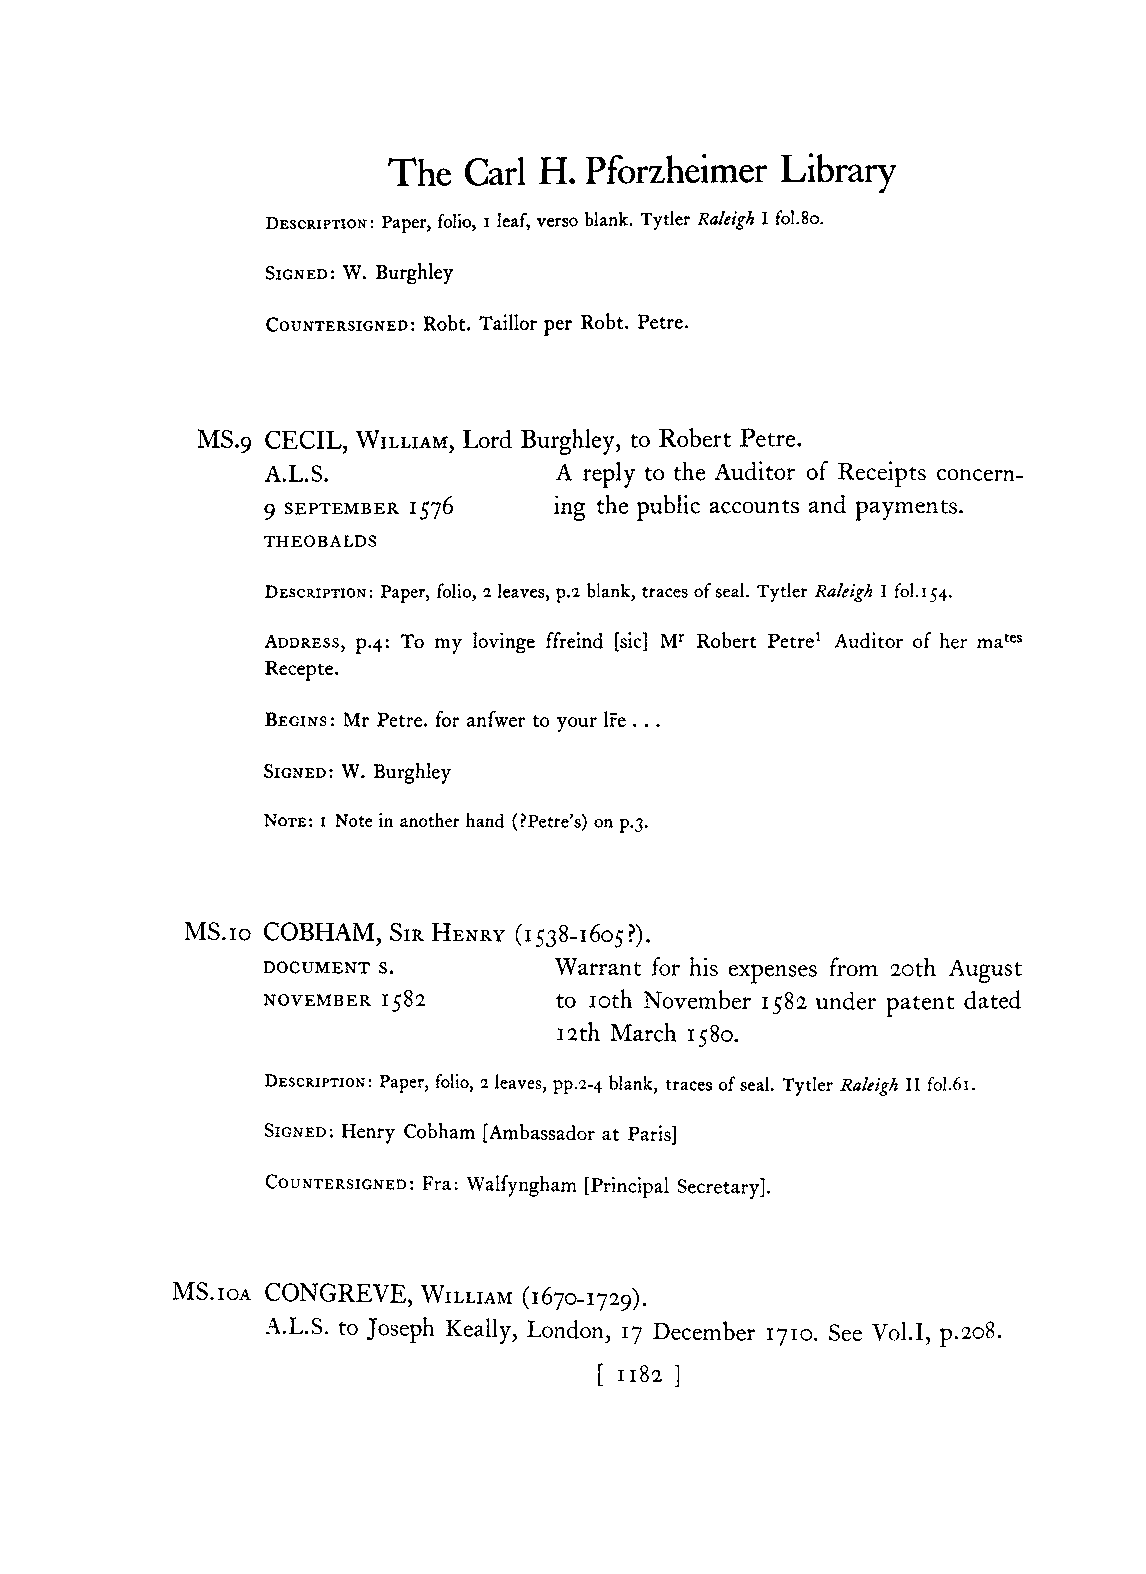 The Carl H. Pforzheimer Library
DESCRIPTION: Paper, folio, 1 leaf, verso blank. Tytler Raleigh I fol.80.
SIGNED: W. Burghley
COUNTERSIGNED: Robt. Taillor per Robt. Petre.
MS.9 CECIL, WILLIAM, Lord Burghley, to Robert Petre.
A.L.S. A reply to the Auditor of Receipts concern-
9 SEPTEMBER 1576 ing the public accounts and payments.
THEOBALDS
DESCRIPTION: Paper, folio, 2 leaves, p.2 blank, traces of seal. Tytler Raleigh I fol.154.
ADDRESS, p.4: To my lovinge ffreind [sic] Mʳ Robert Petre¹ Auditor of her maᵗᵉˢ
Recepte.
BEGINS: Mr Petre. for anſwer to your lr̄e . . .
SIGNED: W. Burghley
NOTE: 1 Note in another hand (?Petre's) on p.3.
MS.10 COBHAM, SIR HENRY (1538-1605?).
DOCUMENT S. Warrant for his expenses from 20th August
NOVEMBER 1582 to 10th November 1582 under patent dated
12th March 1580.
DESCRIPTION: Paper, folio, 2 leaves, pp.2-4 blank, traces of seal. Tytler Raleigh II fol.61.
SIGNED: Henry Cobham [Ambassador at Paris]
COUNTERSIGNED: Fra: Walſyngham [Principal Secretary].
MS.10A CONGREVE, WILLIAM (1670-1729).
A.L.S. to Joseph Keally, London, 17 December 1710. See Vol.I, p.208.
[ 1182 ]